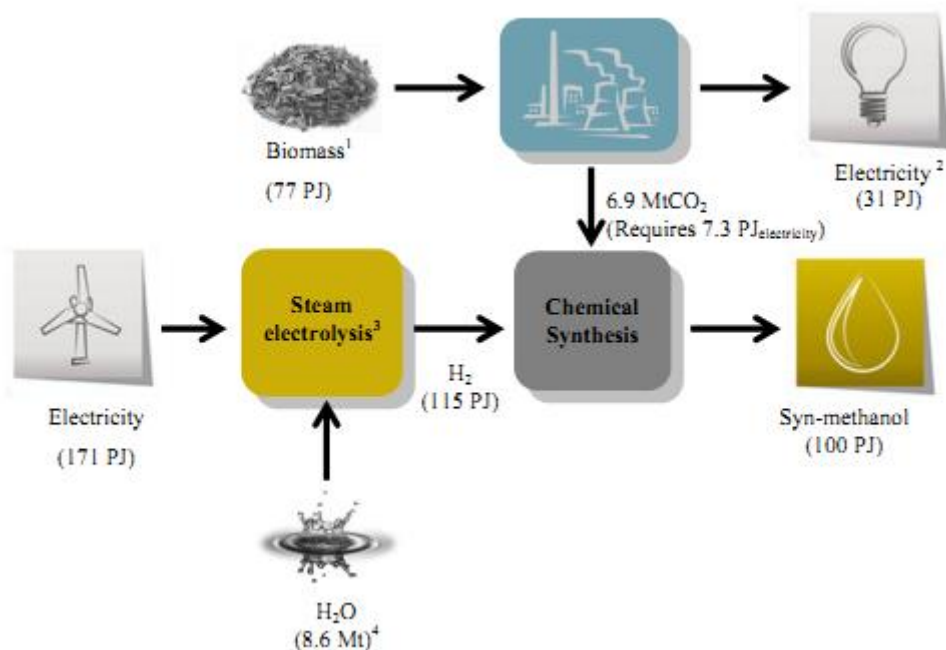 Biomass¹
(77 PJ)
Electricity ²
(31 PJ)
6.9 MtCO₂
(Requires 7.3 PJelectricity)
Steam
electrolysis³
Chemical
Synthesis
H₂
(115 PJ)
Electricity
(171 PJ)
Syn-methanol
(100 PJ)
H₂O
(8.6 Mt)⁴